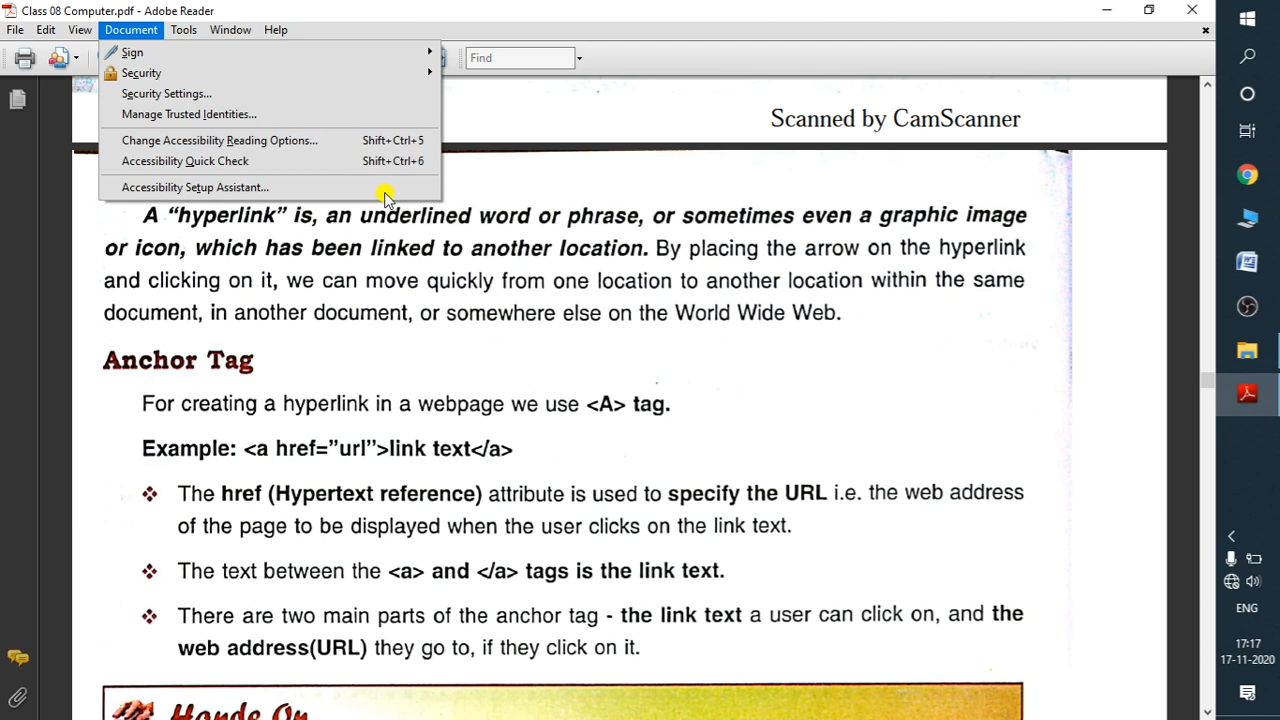 Class 08 Computer.pdf - Adobe Reader
File Edit View Document Tools Window Help
Find
Sign
Security
Security Settings...
Manage Trusted Identities...
Change Accessibility Reading Options... Shift+Ctrl+5
Accessibility Quick Check Shift+Ctrl+6
Accessibility Setup Assistant...
Scanned by CamScanner
A “hyperlink” is, an underlined word or phrase, or sometimes even a graphic image
or icon, which has been linked to another location. By placing the arrow on the hyperlink
and clicking on it, we can move quickly from one location to another location within the same
document, in another document, or somewhere else on the World Wide Web.
Anchor Tag
For creating a hyperlink in a webpage we use <A> tag.
Example: <a href=”url”>link text</a>
❖ The href (Hypertext reference) attribute is used to specify the URL i.e. the web address
of the page to be displayed when the user clicks on the link text.
❖ The text between the <a> and </a> tags is the link text.
❖ There are two main parts of the anchor tag - the link text a user can click on, and the
web address(URL) they go to, if they click on it.
Hands On
ENG
17:17
17-11-2020